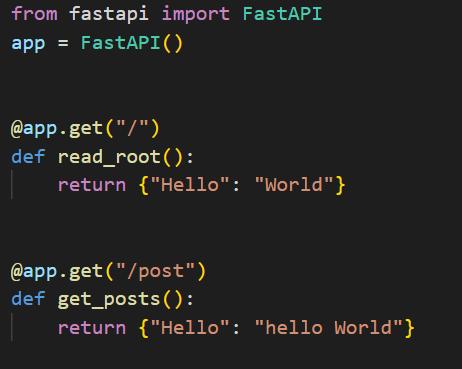 from fastapi import FastAPI
app = FastAPI()
@app.get("/")
def read_root():
    return {"Hello": "World"}
@app.get("/post")
def get_posts():
    return {"Hello": "hello World"}